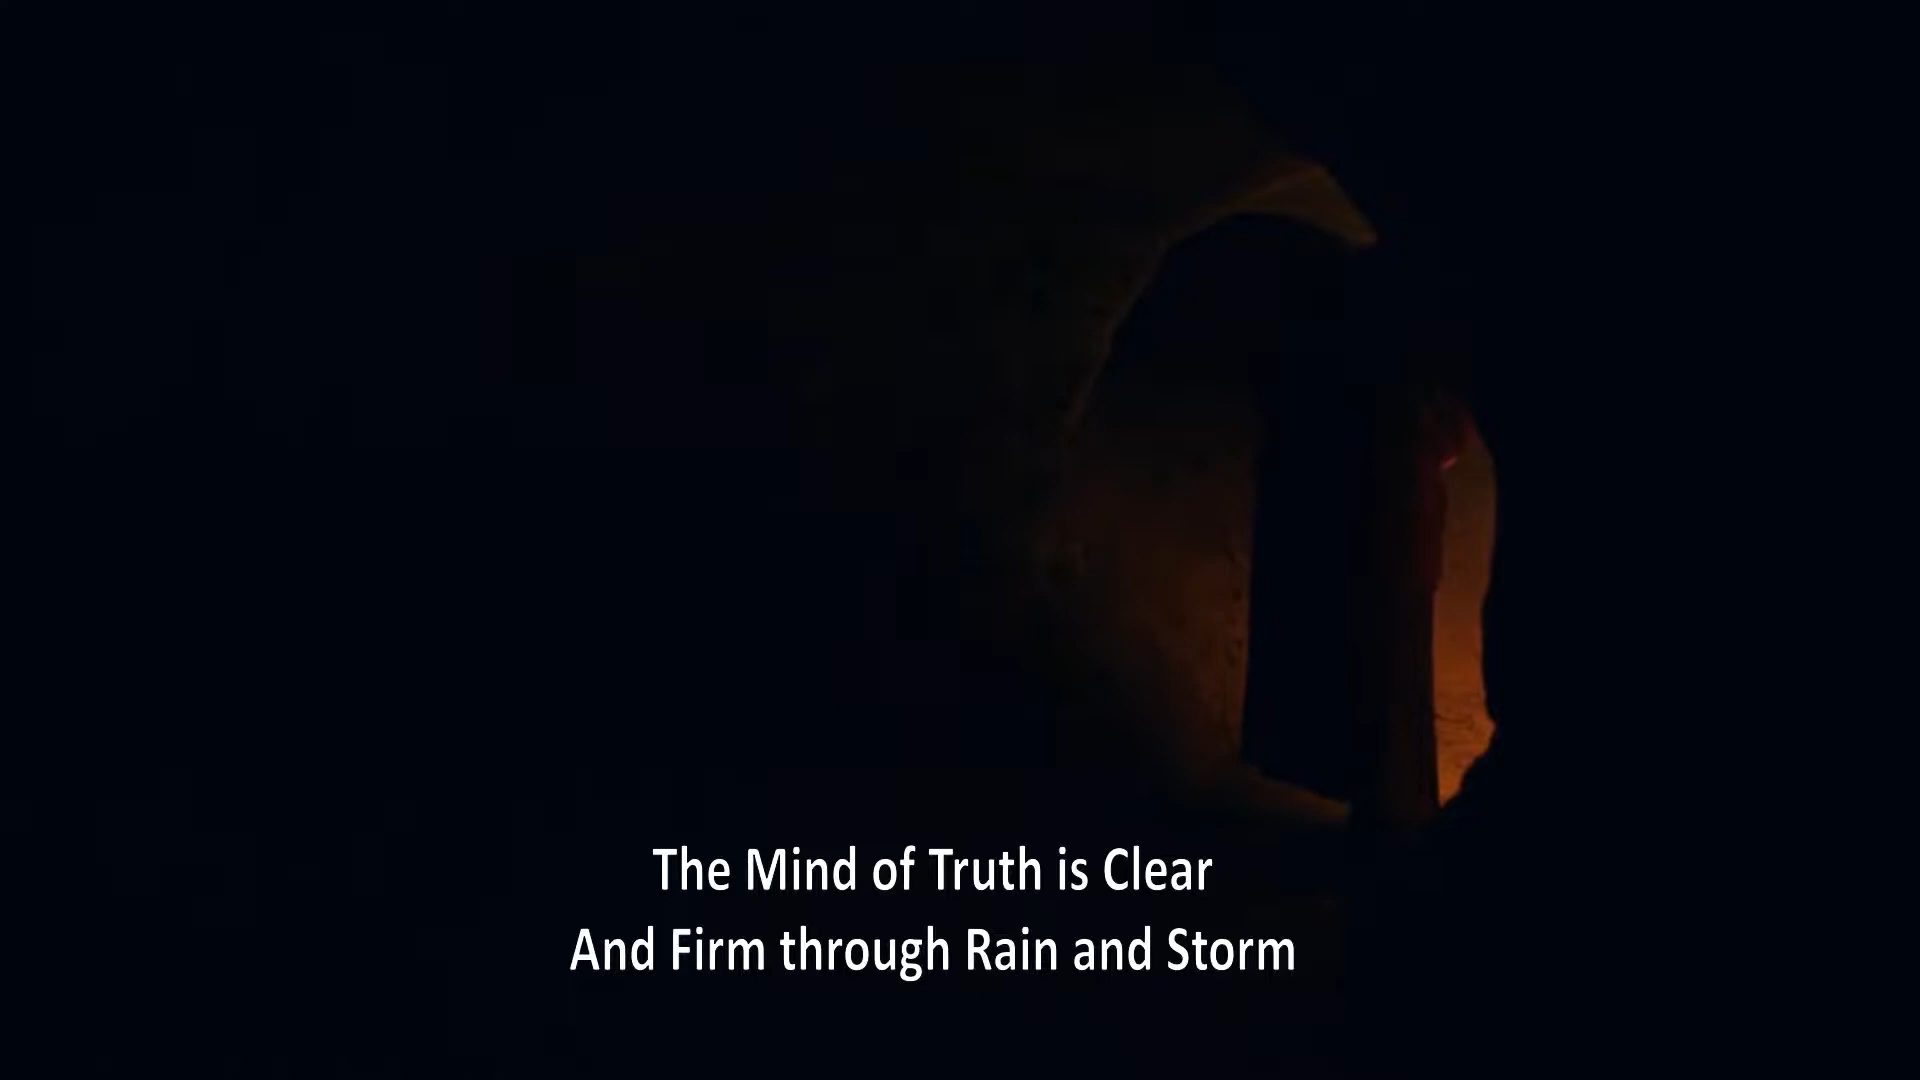 The Mind of Truth is Clear
And Firm through Rain and Storm